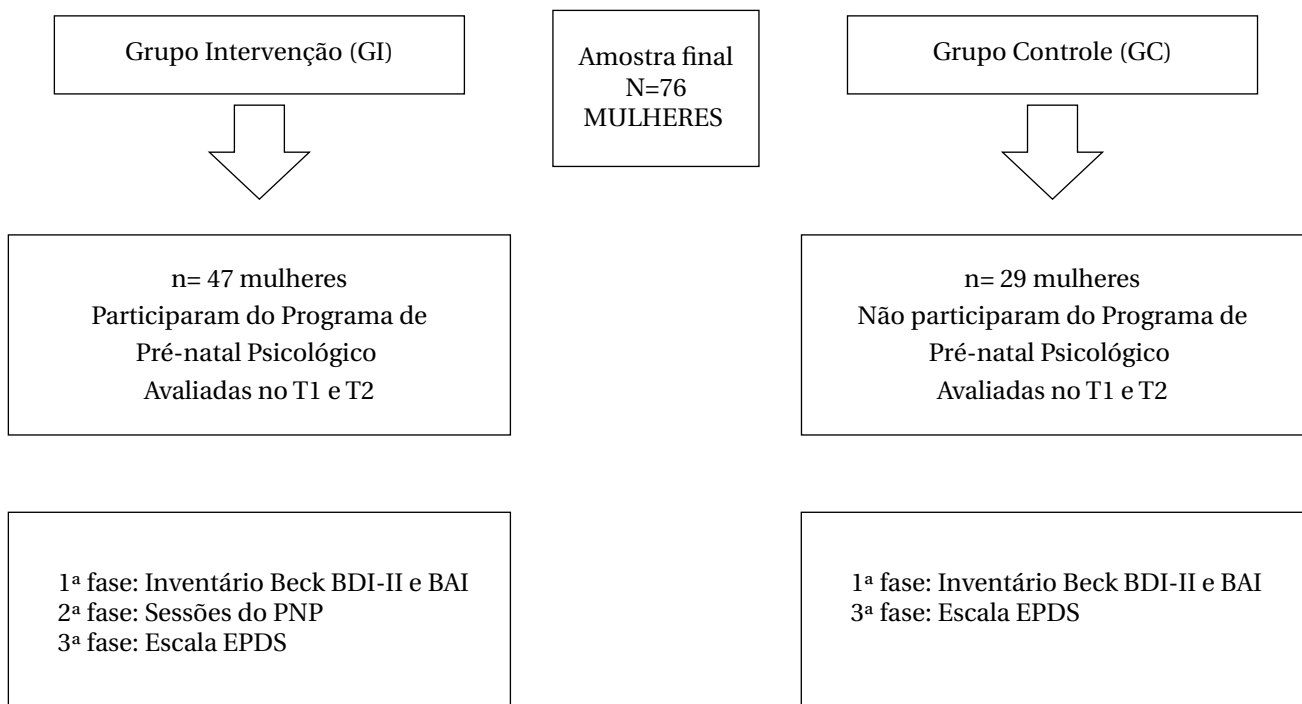 Grupo Intervenção (GI)
Amostra final
N=76
MULHERES
Grupo Controle (GC)
n= 47 mulheres
Participaram do Programa de
Pré-natal Psicológico
Avaliadas no T1 e T2
n= 29 mulheres
Não participaram do Programa de
Pré-natal Psicológico
Avaliadas no T1 e T2
1ª fase: Inventário Beck BDI-II e BAI
2ª fase: Sessões do PNP
3ª fase: Escala EPDS
1ª fase: Inventário Beck BDI-II e BAI
3ª fase: Escala EPDS